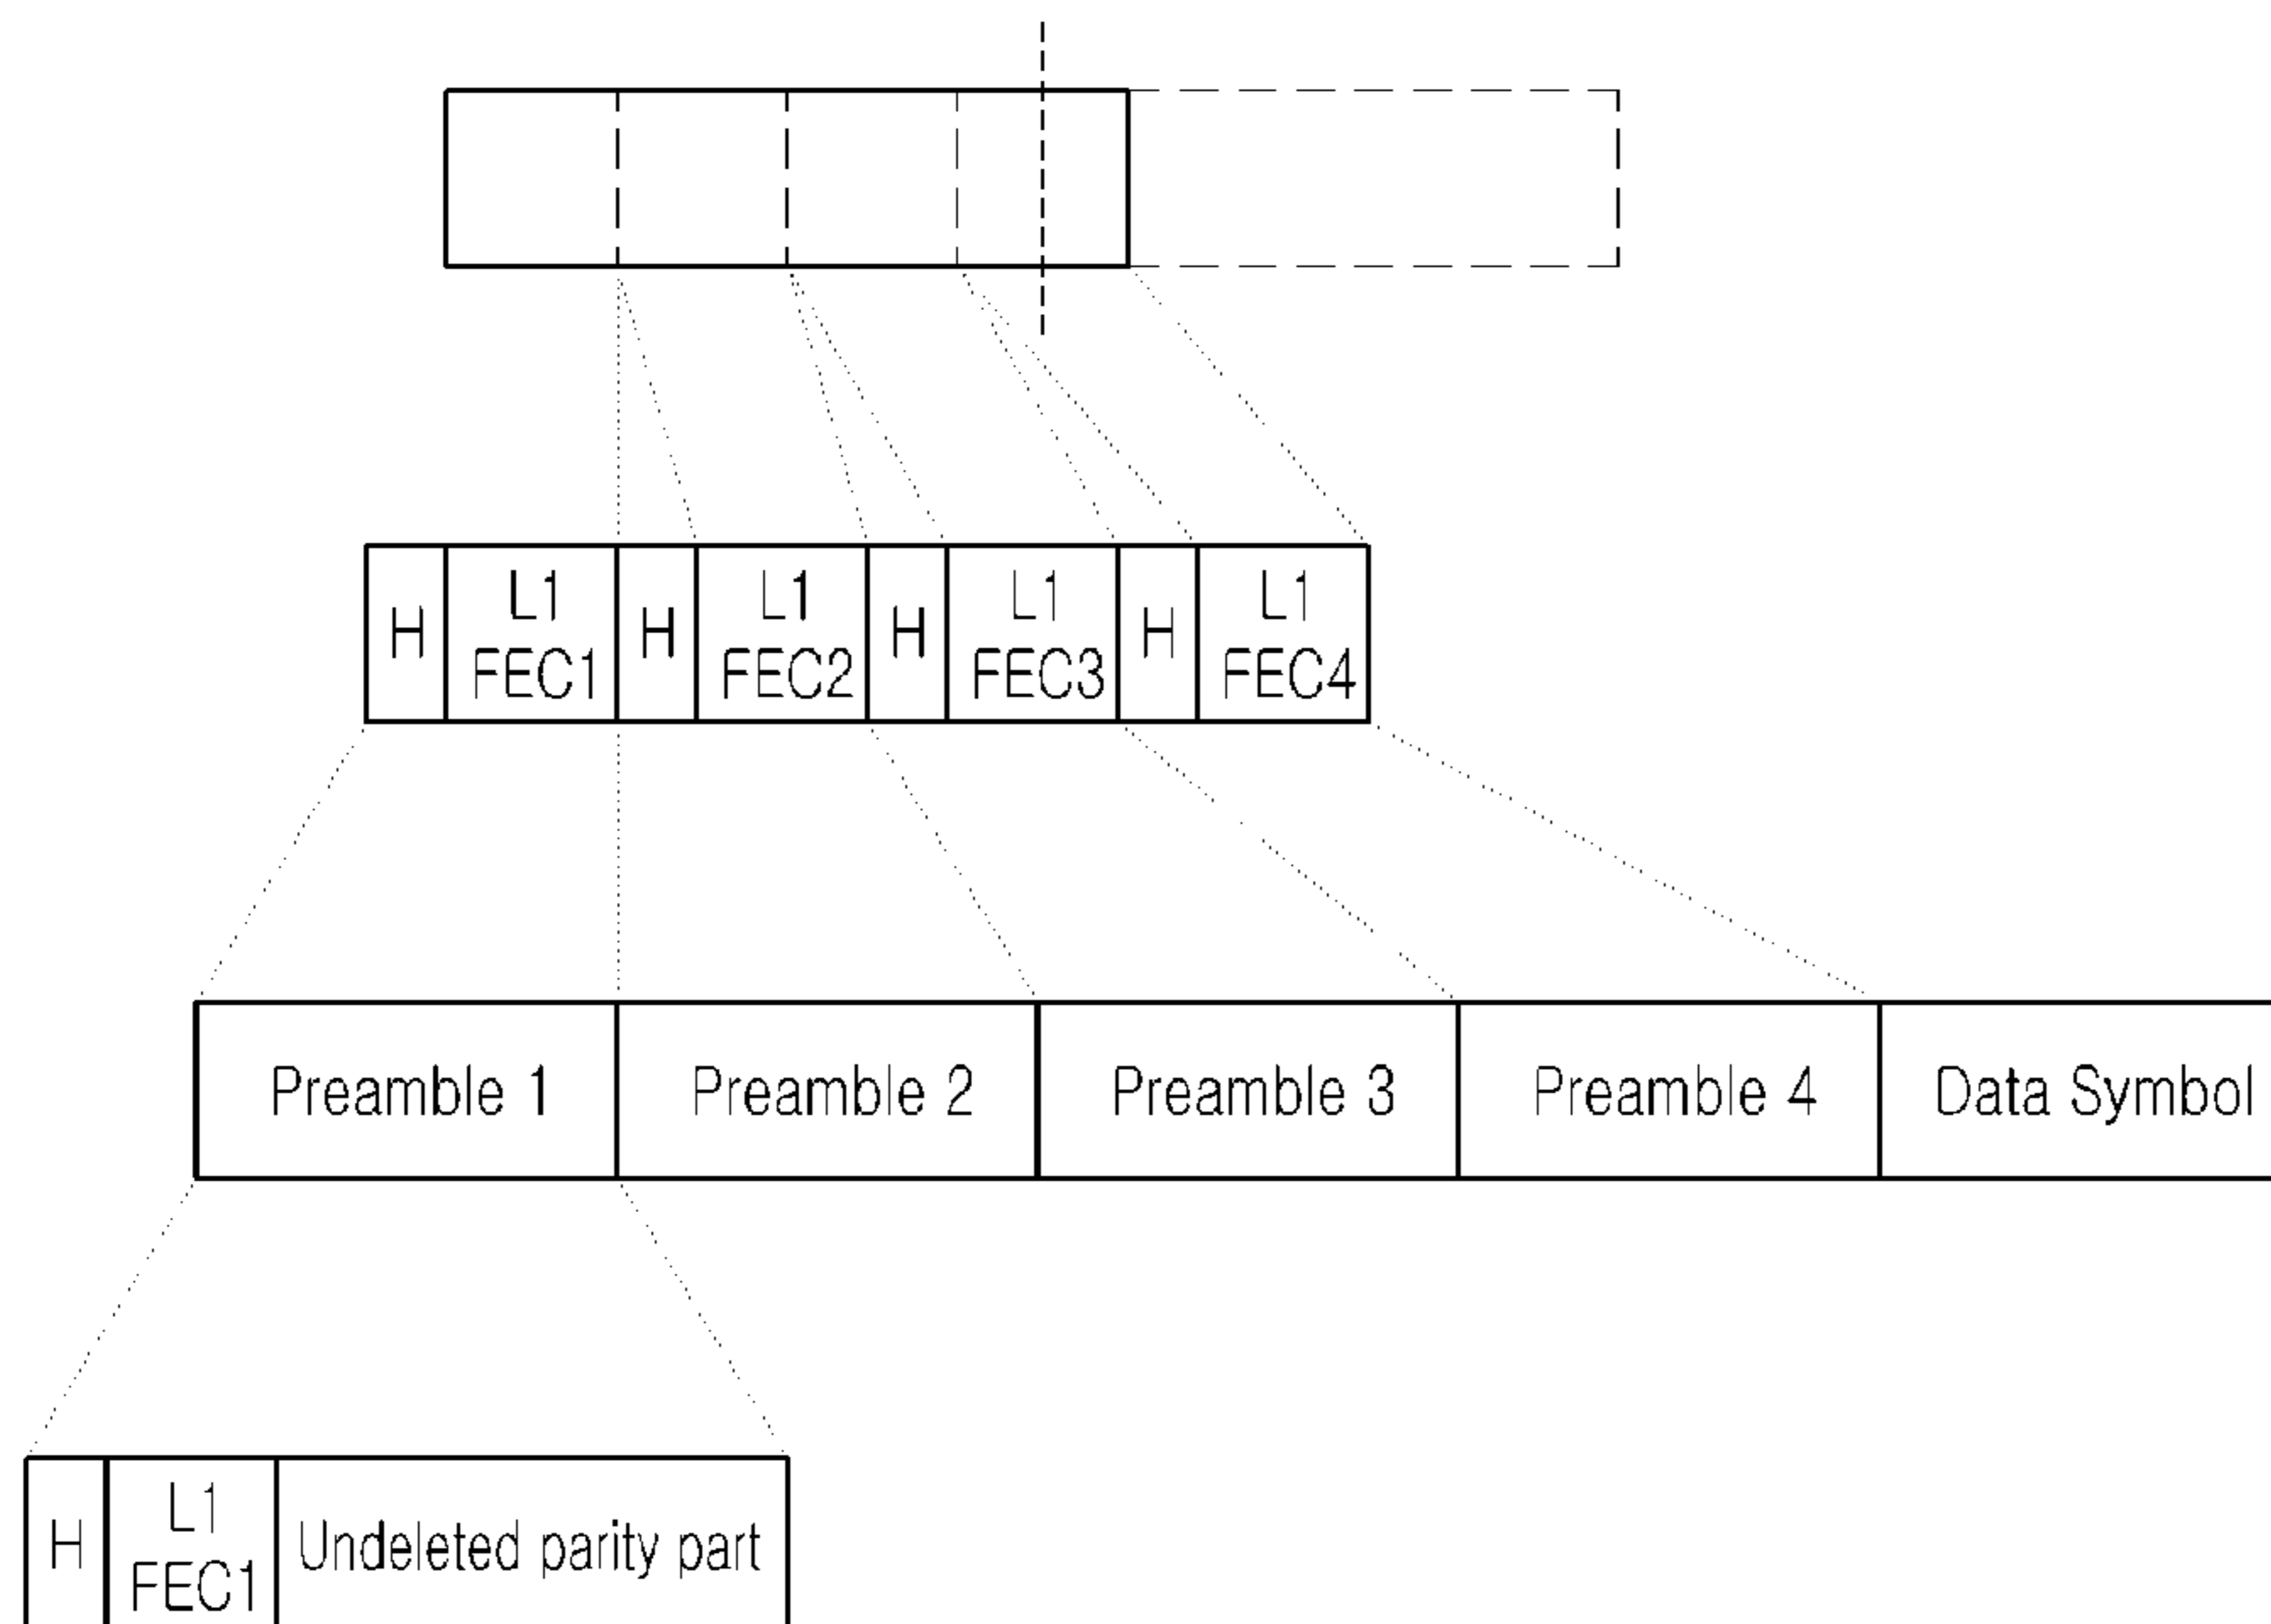 H
L1
FEC1
H
L1
FEC2
H
L1
FEC3
H
L1
FEC4
Preamble 1
Preamble 2
Preamble 3
Preamble 4
Data Symbol
H
L1
FEC1
Undeleted parity part